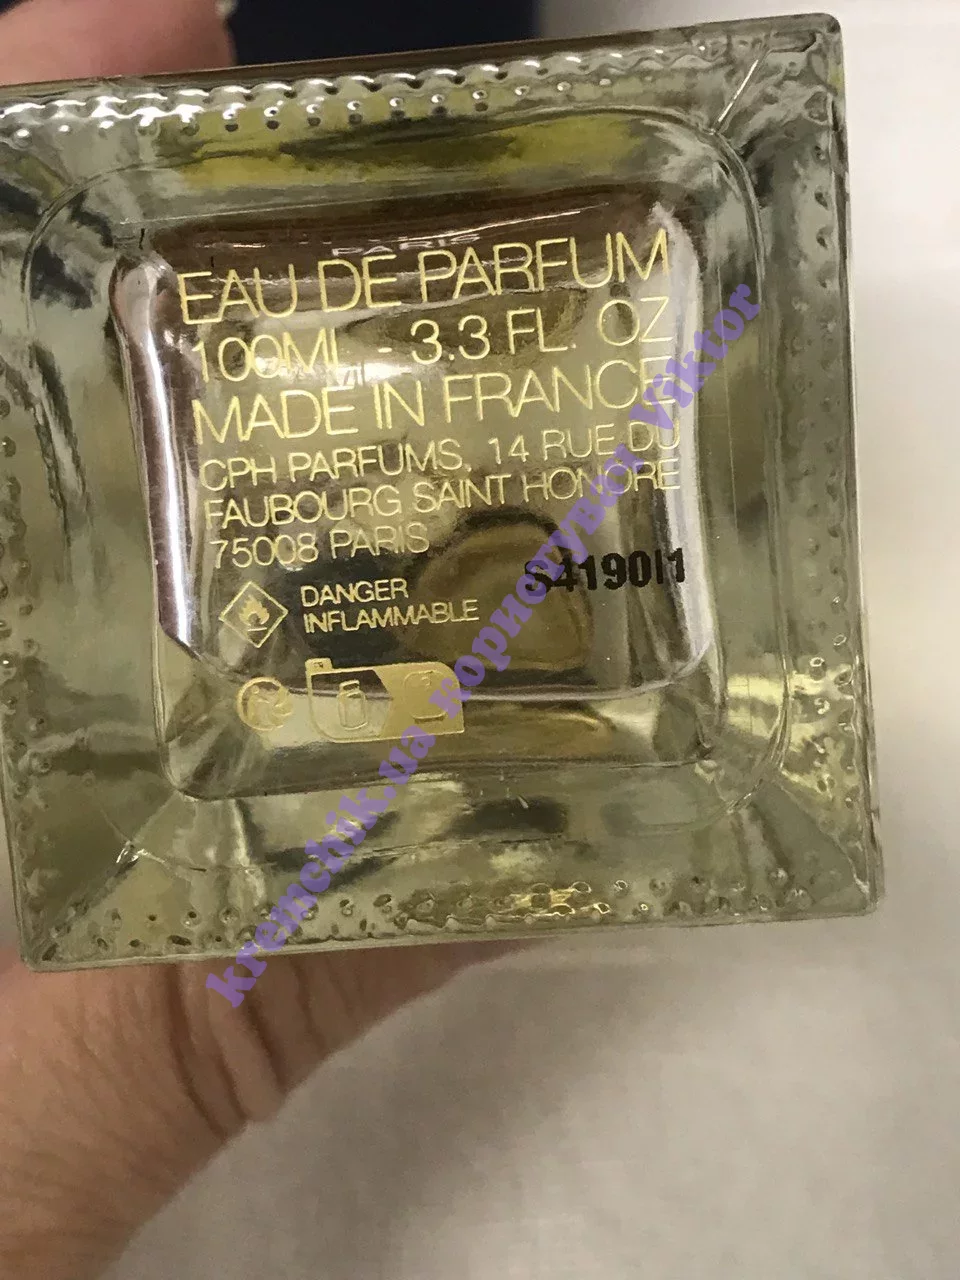 PARIS
EAU DE PARFUM
100ML - 3.3 FL. OZ
MADE IN FRANCE
CPH PARFUMS, 14 RUE DU
FAUBOURG SAINT HONORE
75008 PARIS
DANGER
INFLAMMABLE
S4190I1
kremchik.ua користувач Viktor